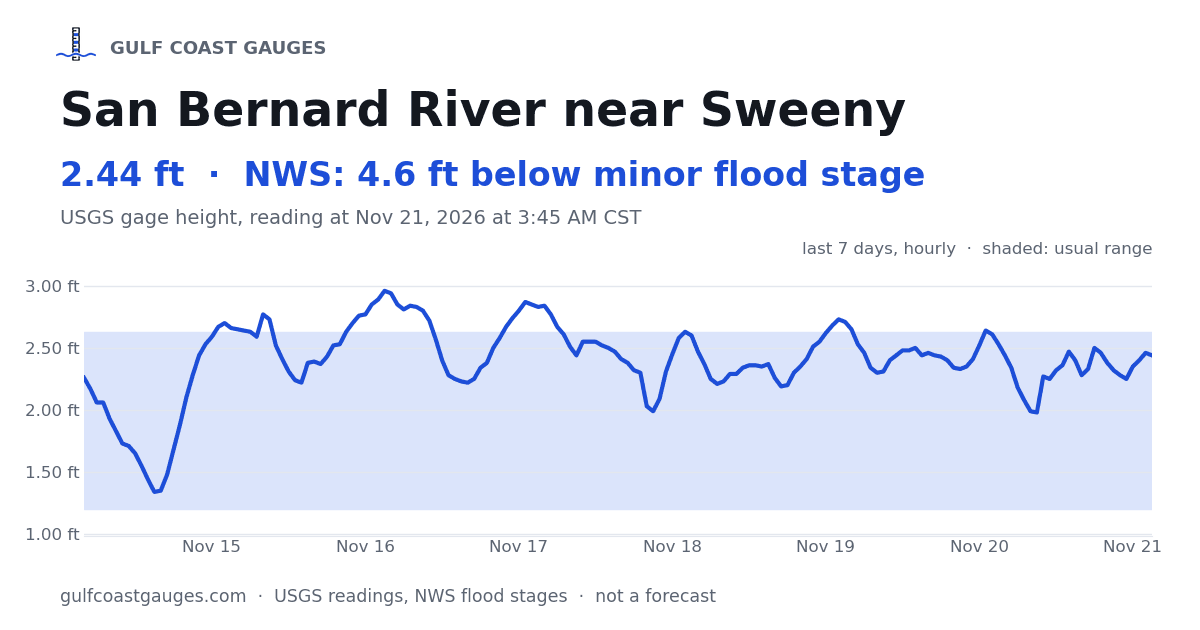 GULF COAST GAUGES
San Bernard River near Sweeny
2.44 ft · NWS: 4.6 ft below minor flood stage
USGS gage height, reading at Nov 21, 2026 at 3:45 AM CST
last 7 days, hourly · shaded: usual range
3.00 ft
2.50 ft
2.00 ft
1.50 ft
1.00 ft
Nov 15 Nov 16 Nov 17 Nov 18 Nov 19 Nov 20 Nov 21
gulfcoastgauges.com · USGS readings, NWS flood stages · not a forecast